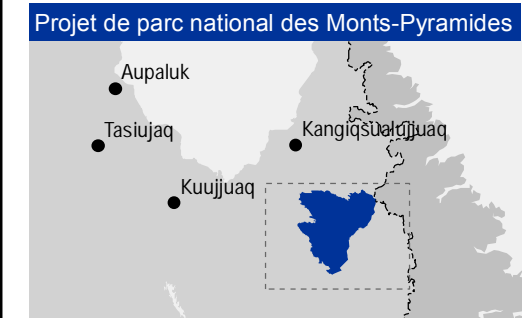 Projet de parc national des Monts-Pyramides
Aupaluk
Tasiujaq
Kangiqsualujjuaq
Kuujjuaq